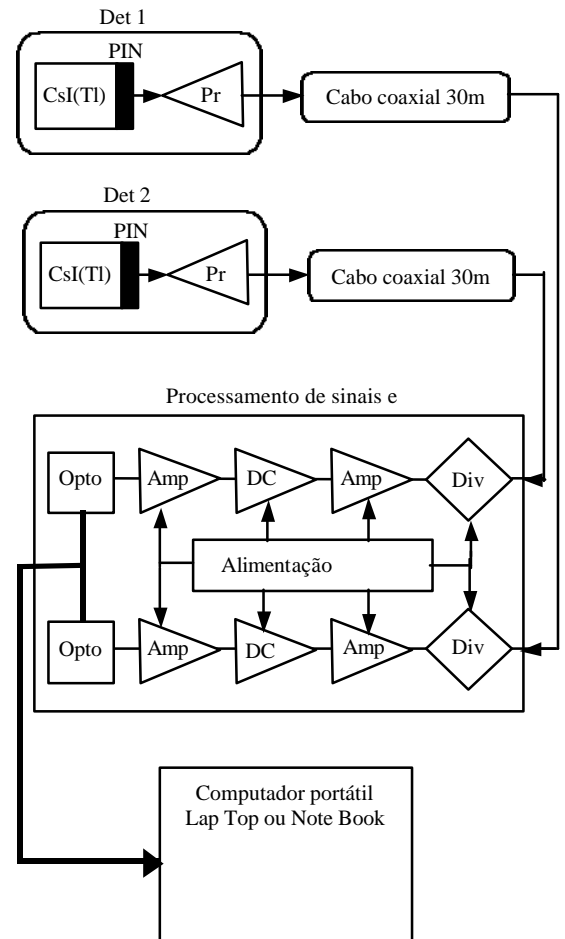 Det 1
PIN
CsI(Tl)
Pr
Cabo coaxial 30m
Det 2
PIN
CsI(Tl)
Pr
Cabo coaxial 30m
Processamento de sinais e
Opto
Amp
DC
Amp
Div
Alimentação
Opto
Amp
DC
Amp
Div
Computador portátil
Lap Top ou Note Book